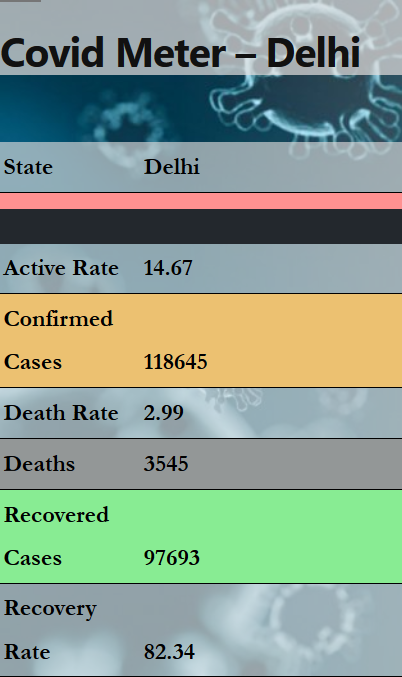 Covid Meter – Delhi
State Delhi
Active Rate 14.67
Confirmed
Cases 118645
Death Rate 2.99
Deaths 3545
Recovered
Cases 97693
Recovery
Rate 82.34